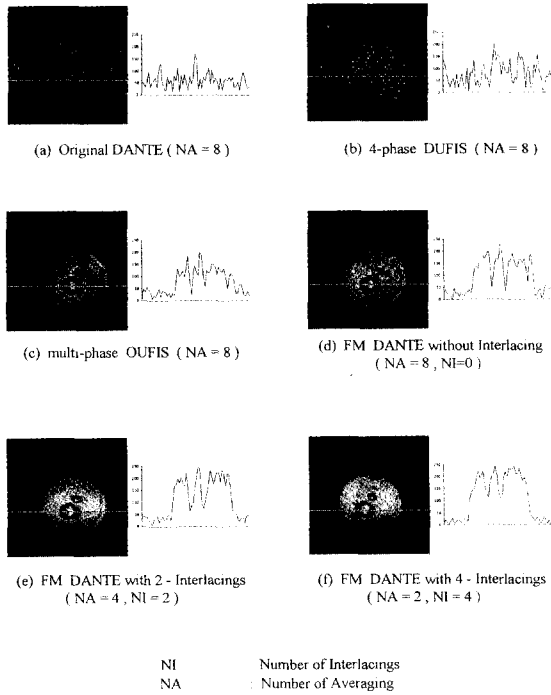 (a) Original DANTE ( NA = 8 )
(b) 4-phase DUFIS ( NA = 8 )
(c) multi-phase OUFIS ( NA = 8 )
(d) FM DANTE without Interlacing
( NA = 8 , NI=0 )
(e) FM DANTE with 2 - Interlacings
( NA = 4 , NI = 2 )
(f) FM DANTE with 4 - Interlacings
( NA = 2 , NI = 4 )
NI Number of Interlacings
NA : Number of Averaging